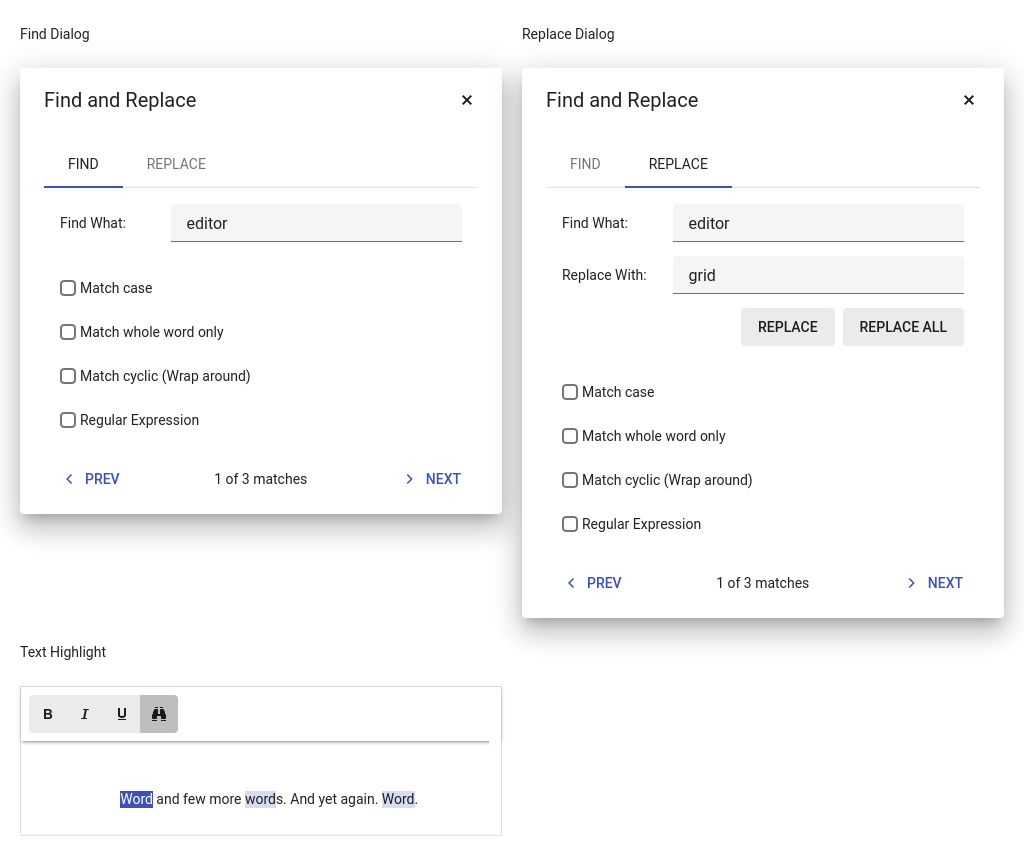 Find Dialog
Find and Replace
×
FIND REPLACE
Find What: editor
Match case
Match whole word only
Match cyclic (Wrap around)
Regular Expression
PREV 1 of 3 matches NEXT
Replace Dialog
Find and Replace
×
FIND REPLACE
Find What: editor
Replace With: grid
REPLACE REPLACE ALL
Match case
Match whole word only
Match cyclic (Wrap around)
Regular Expression
PREV 1 of 3 matches NEXT
Text Highlight
B I U
Word and few more words. And yet again. Word.